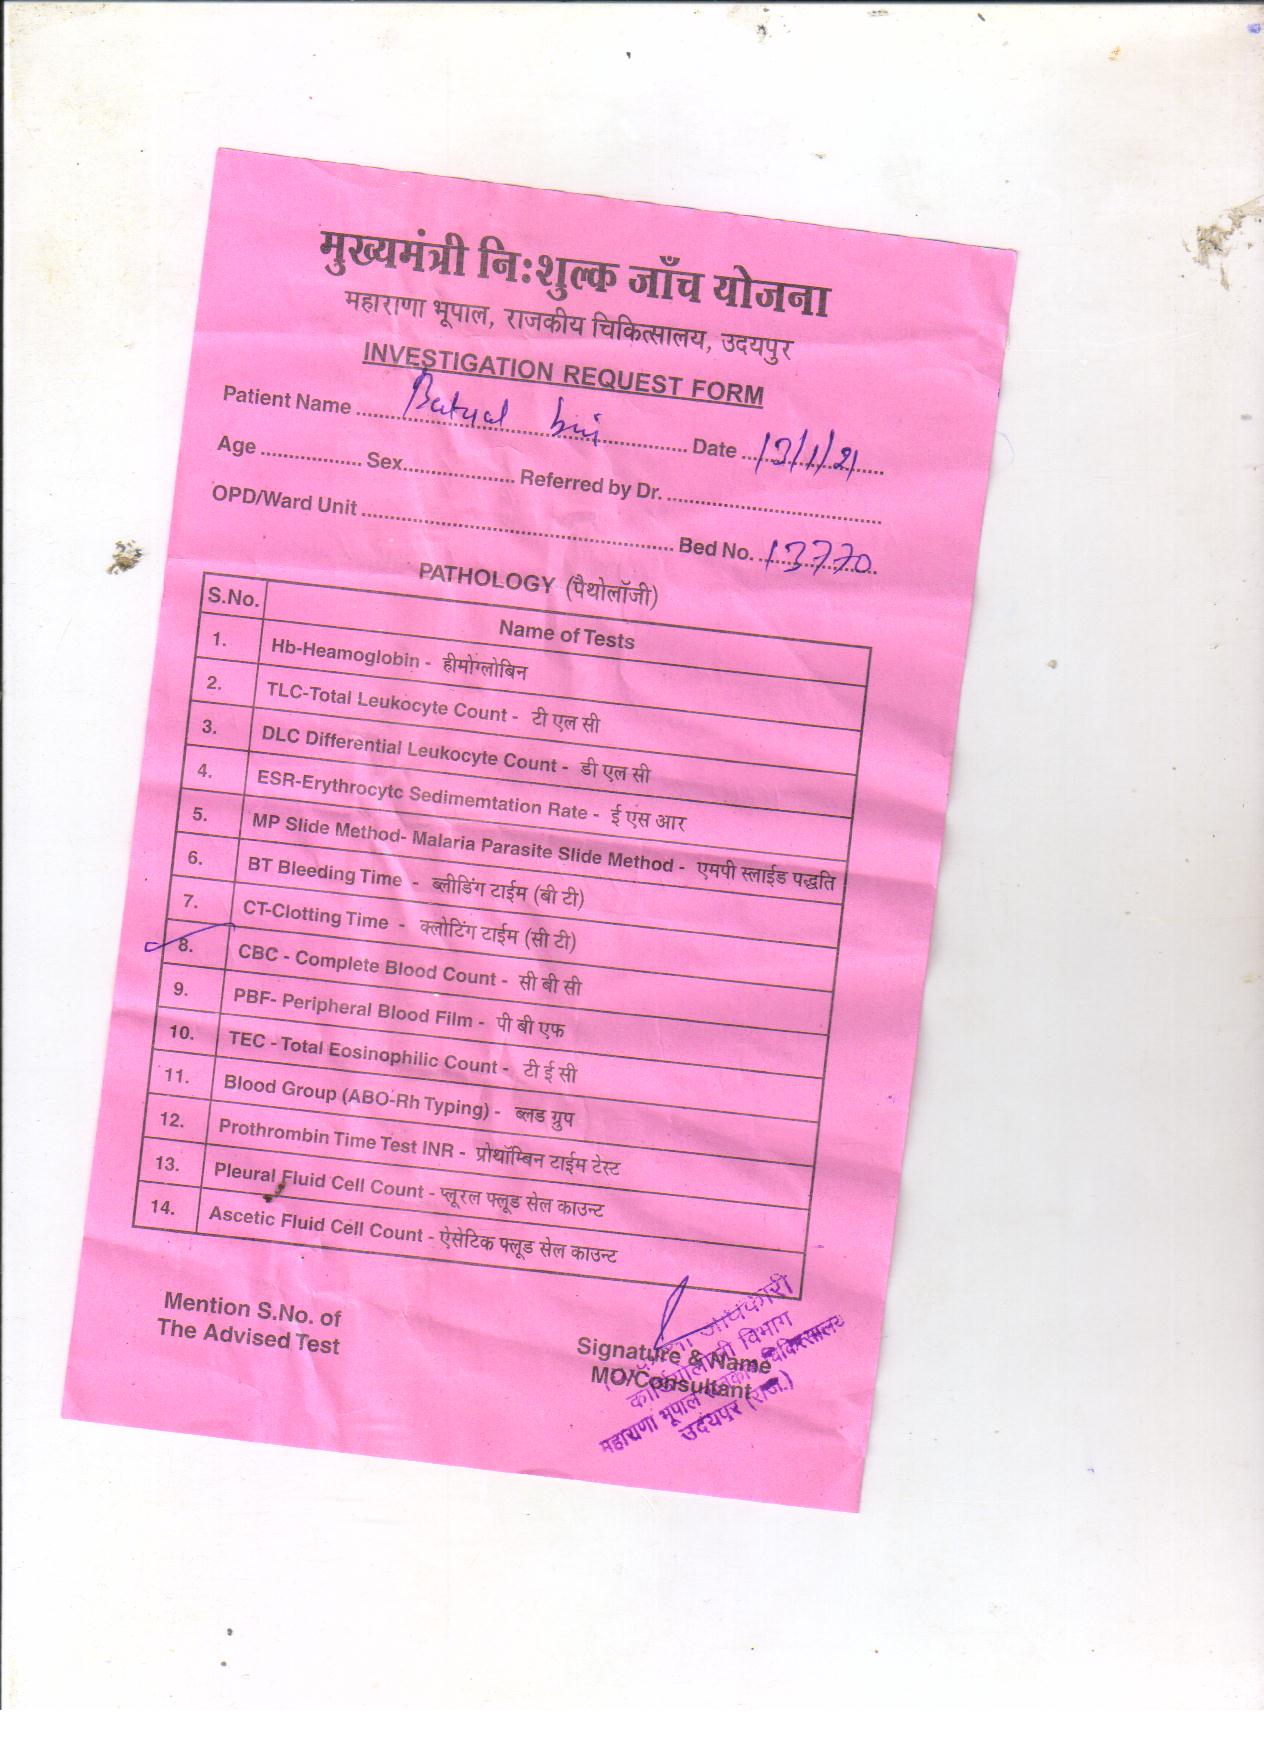 मुख्यमंत्री नि:शुल्क जाँच योजना
महाराणा भूपाल, राजकीय चिकित्सालय, उदयपुर
INVESTIGATION REQUEST FORM
Patient Name Batual bai Date 13/1/21
Age Sex Referred by Dr.
OPD/Ward Unit Bed No. 13770
PATHOLOGY (पैथोलॉजी)
S.No. Name of Tests
1. Hb-Heamoglobin - हीमोग्लोबिन
2. TLC-Total Leukocyte Count - टी एल सी
3. DLC Differential Leukocyte Count - डी एल सी
4. ESR-Erythrocytc Sedimemtation Rate - ई एस आर
5. MP Slide Method- Malaria Parasite Slide Method - एमपी स्लाईड पद्धति
6. BT Bleeding Time - ब्लीडिंग टाईम (बी टी)
7. CT-Clotting Time - क्लोटिंग टाईम (सी टी)
8. CBC - Complete Blood Count - सी बी सी
9. PBF- Peripheral Blood Film - पी बी एफ
10. TEC - Total Eosinophilic Count - टी ई सी
11. Blood Group (ABO-Rh Typing) - ब्लड ग्रुप
12. Prothrombin Time Test INR - प्रोथॉम्बिन टाईम टेस्ट
13. Pleural Fluid Cell Count - प्लूरल फ्लूड सेल काउन्ट
14. Ascetic Fluid Cell Count - ऐसेटिक फ्लूड सेल काउन्ट
Mention S.No. of
The Advised Test
Signature & Name
MO/Consultant
विभाग
महाराणा भूपाल चिकित्सालय
उदयपुर (राज.)